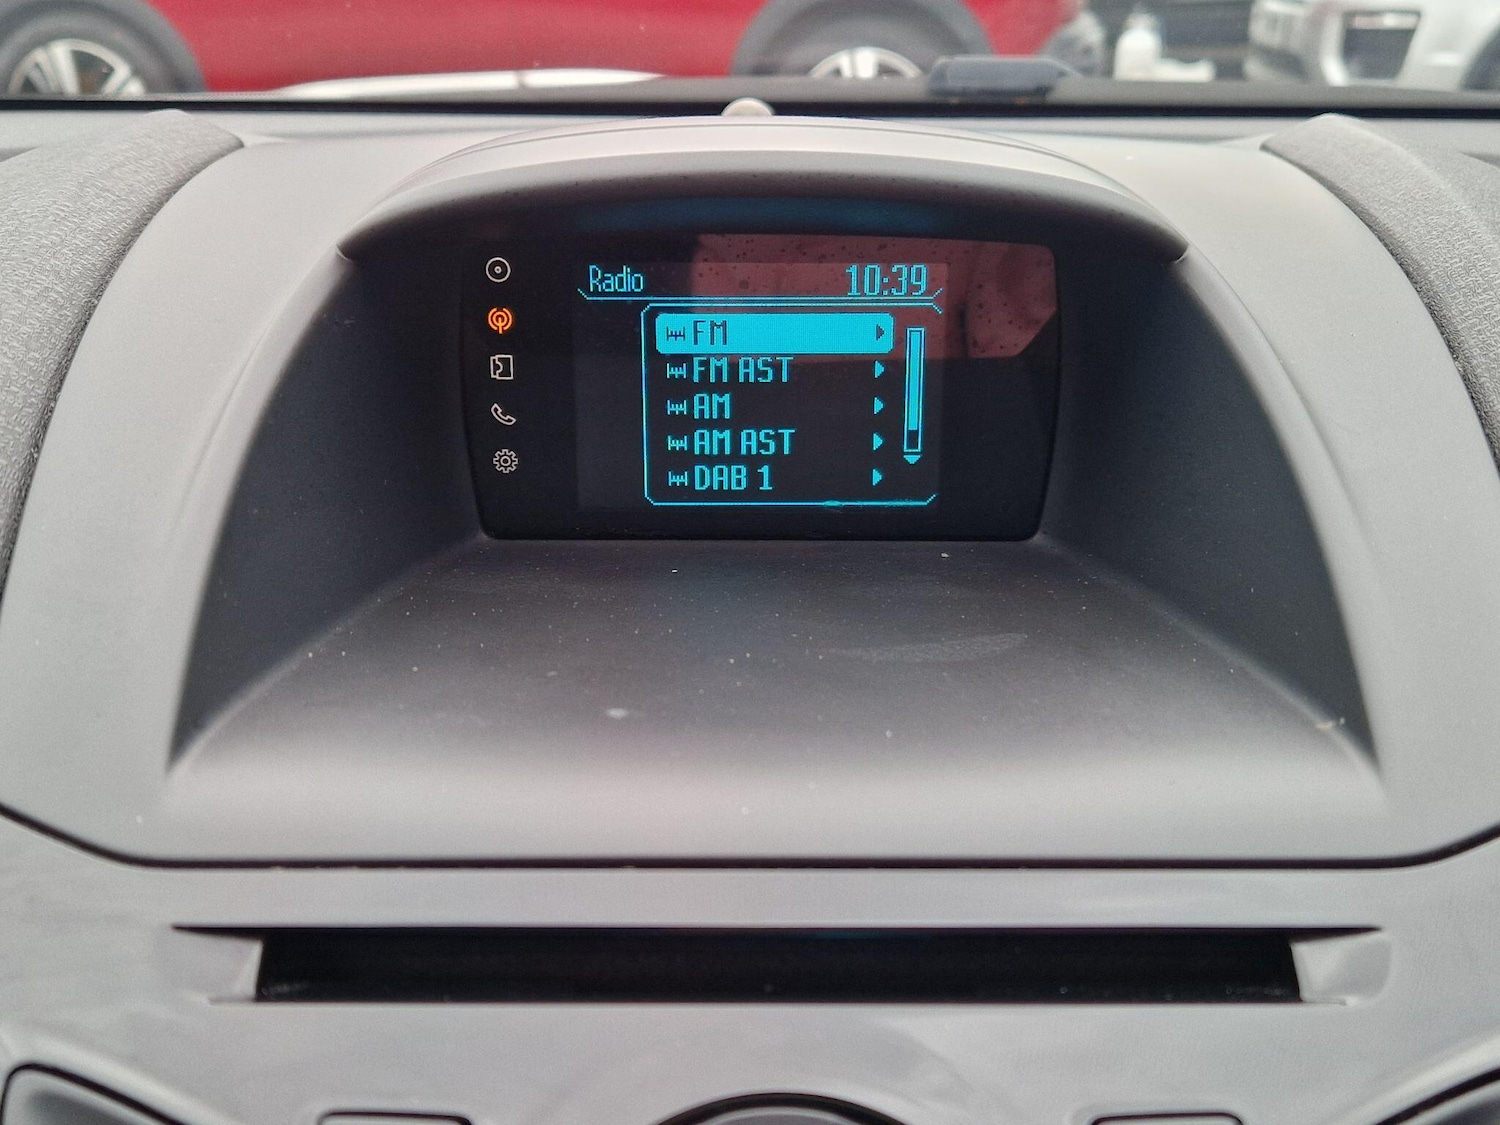 Radio 10:39
FM
FM AST
AM
AM AST
DAB 1